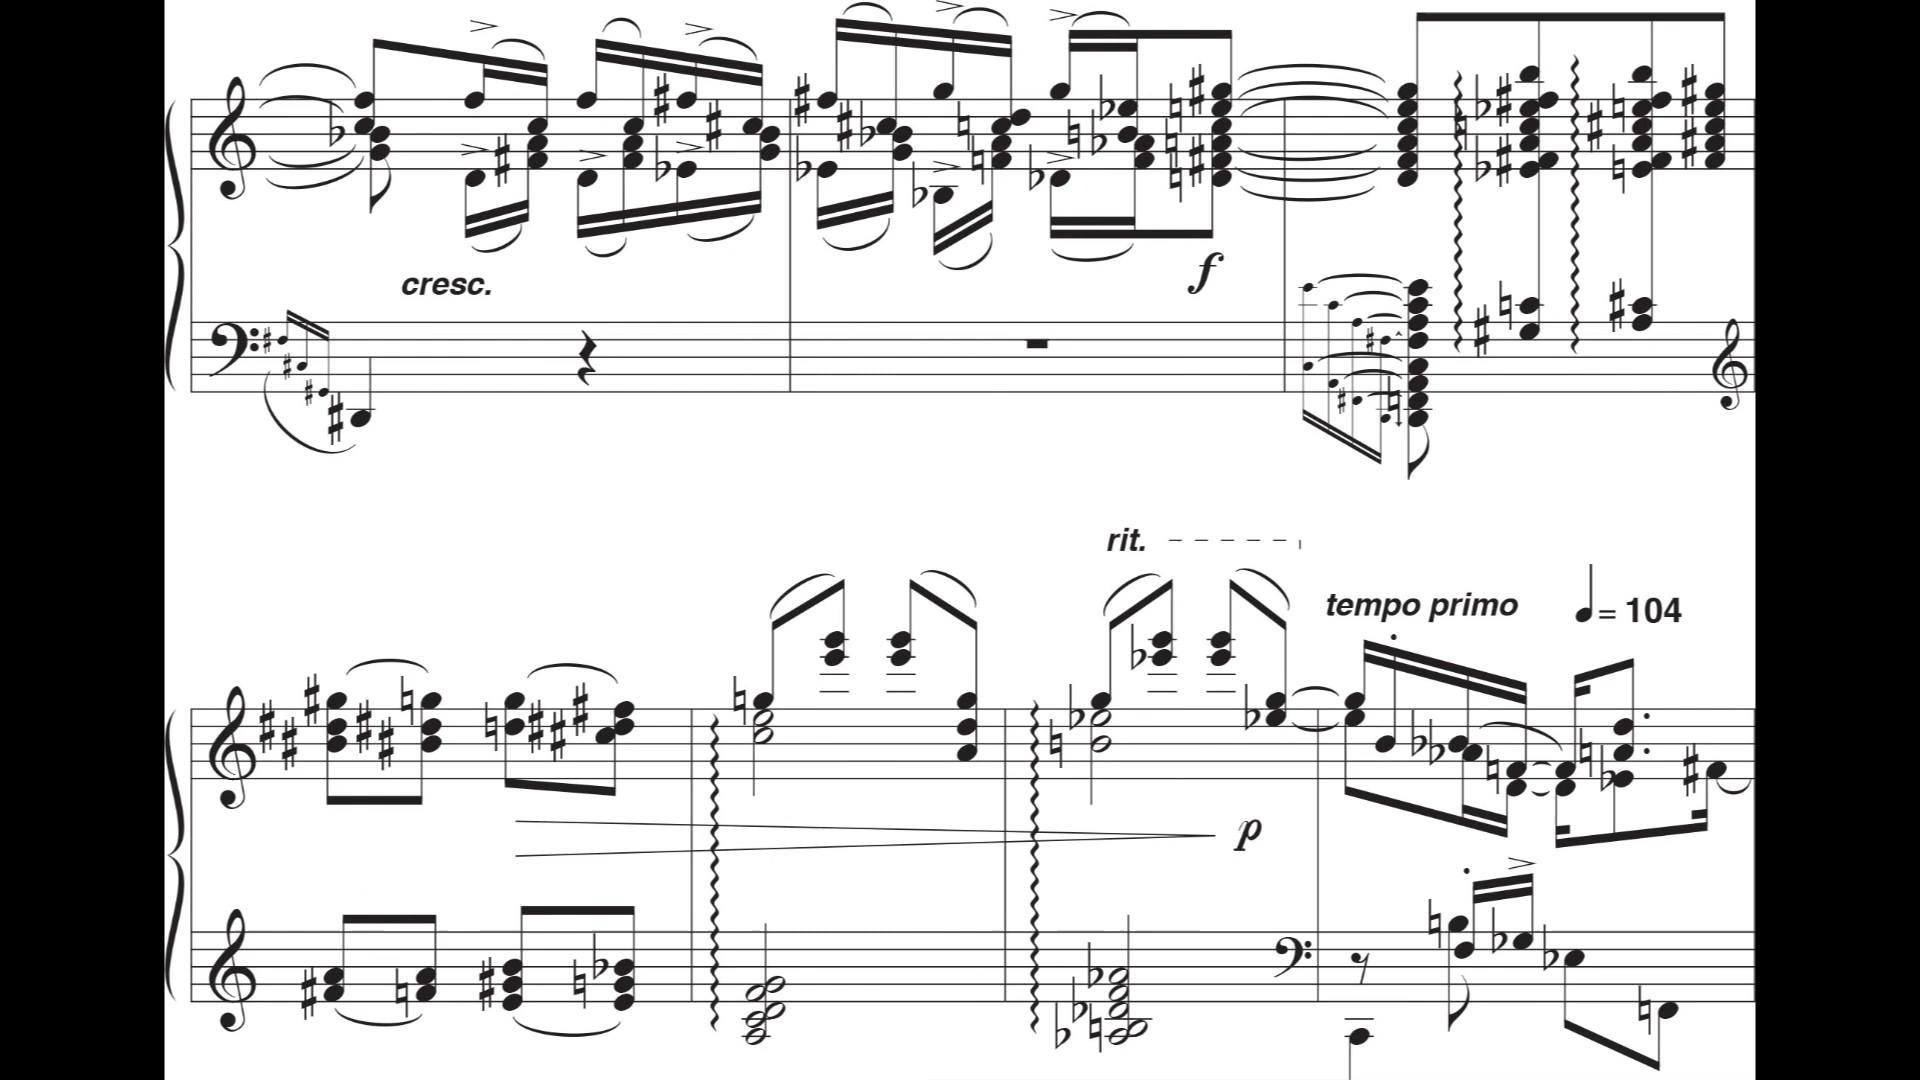 cresc.
f
rit.
tempo primo ♩= 104
p